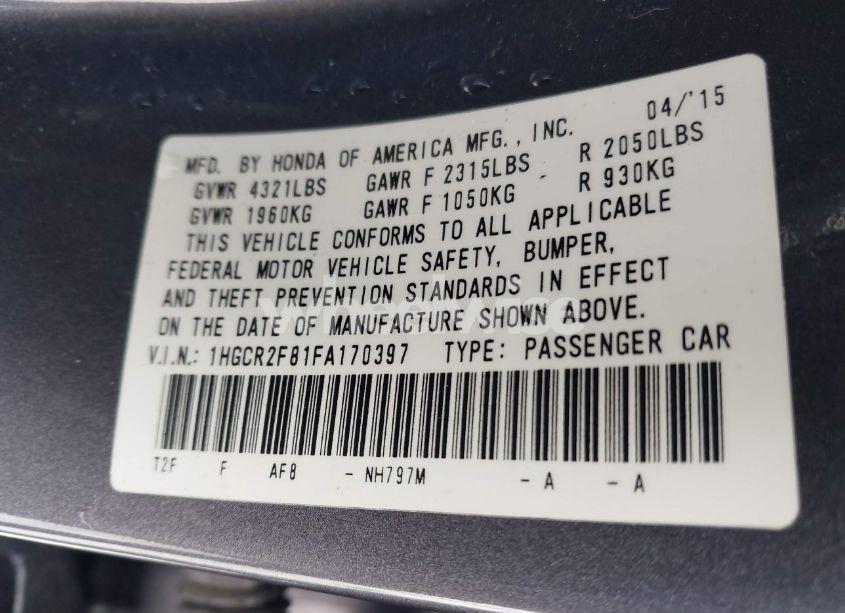 04/'15
MFD. BY HONDA OF AMERICA MFG., INC.
GVWR 4321LBS GAWR F 2315LBS R 2050LBS
GVWR 1960KG GAWR F 1050KG R 930KG
THIS VEHICLE CONFORMS TO ALL APPLICABLE
FEDERAL MOTOR VEHICLE SAFETY, BUMPER,
AND THEFT PREVENTION STANDARDS IN EFFECT
ON THE DATE OF MANUFACTURE SHOWN ABOVE.
V.I.N.: 1HGCR2F81FA170397 TYPE: PASSENGER CAR
T2F F AF8 - NH797M - A - A